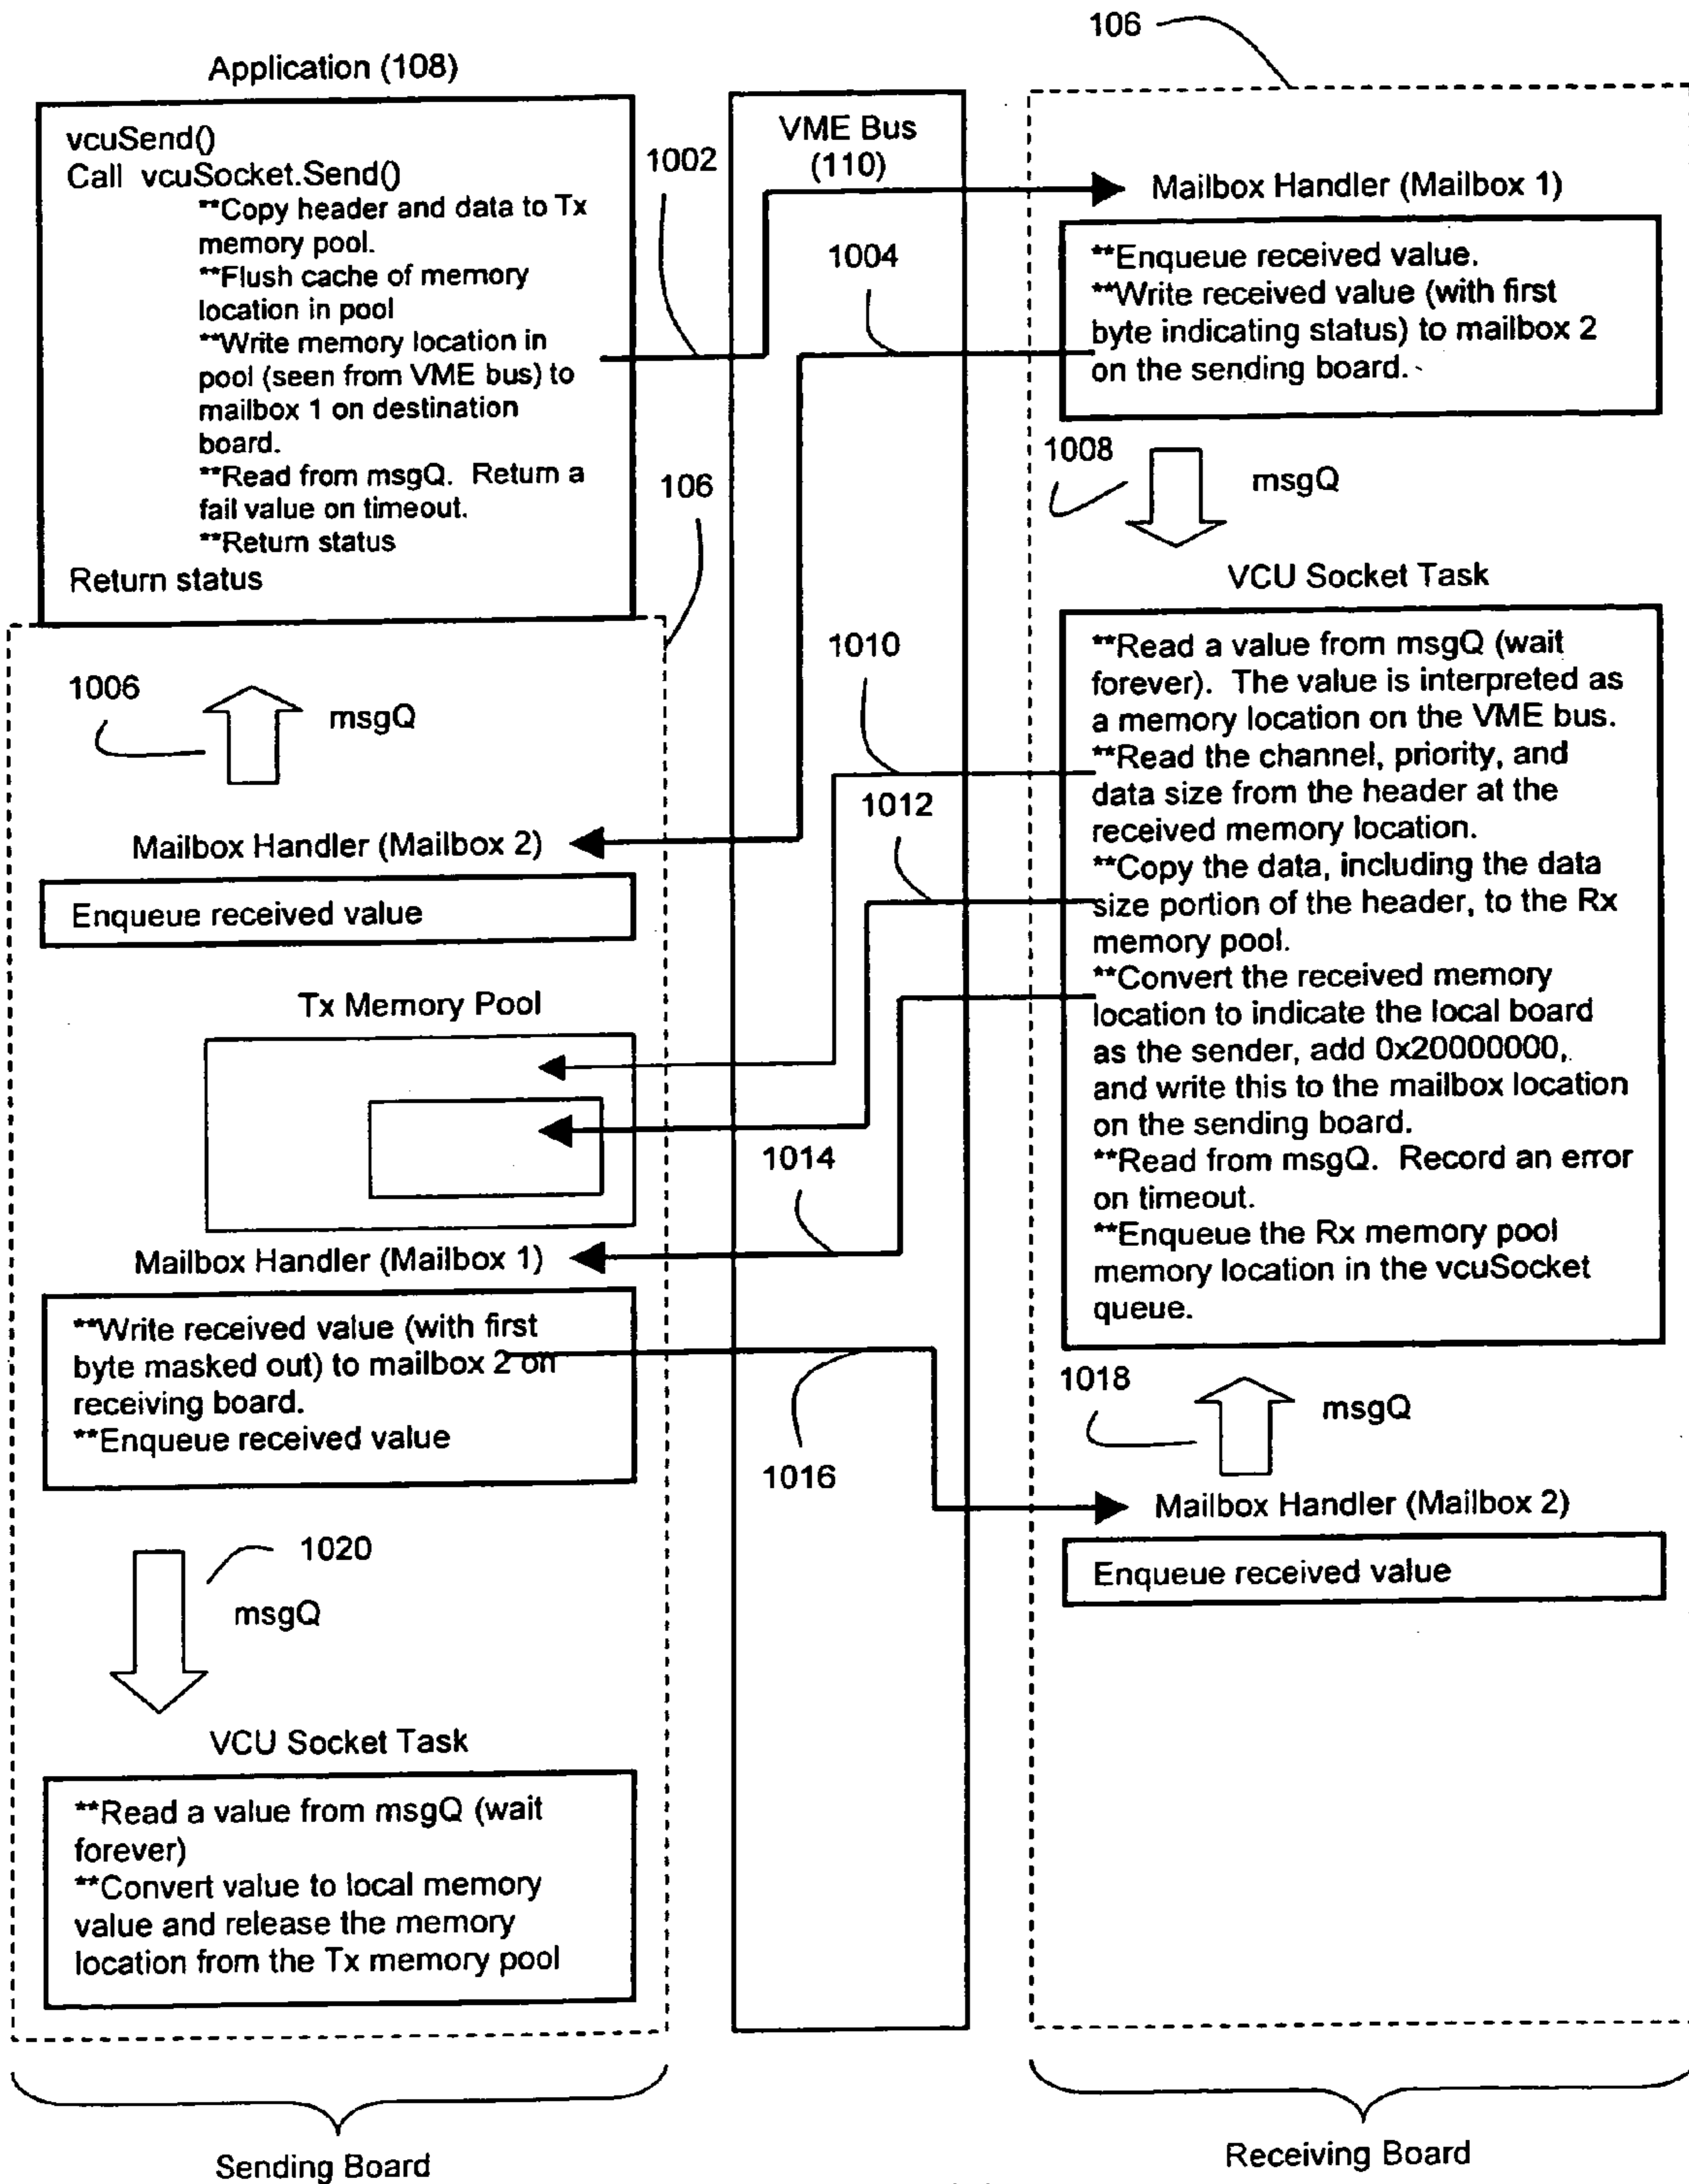 106
Application (108)
vcuSend()
Call vcuSocket.Send()
**Copy header and data to Tx
memory pool.
**Flush cache of memory
location in pool
**Write memory location in
pool (seen from VME bus) to
mailbox 1 on destination
board.
**Read from msgQ. Return a
fail value on timeout.
**Return status
Return status
1002
VME Bus
(110)
1004
106
Mailbox Handler (Mailbox 1)
**Enqueue received value.
**Write received value (with first
byte indicating status) to mailbox 2
on the sending board.
1008
msgQ
VCU Socket Task
**Read a value from msgQ (wait
forever). The value is interpreted as
a memory location on the VME bus.
**Read the channel, priority, and
data size from the header at the
received memory location.
**Copy the data, including the data
size portion of the header, to the Rx
memory pool.
**Convert the received memory
location to indicate the local board
as the sender, add 0x20000000,
and write this to the mailbox location
on the sending board.
**Read from msgQ. Record an error
on timeout.
**Enqueue the Rx memory pool
memory location in the vcuSocket
queue.
1006
msgQ
1010
1012
Mailbox Handler (Mailbox 2)
Enqueue received value
Tx Memory Pool
1014
Mailbox Handler (Mailbox 1)
**Write received value (with first
byte masked out) to mailbox 2 on
receiving board.
**Enqueue received value
1016
1018
msgQ
Mailbox Handler (Mailbox 2)
Enqueue received value
1020
msgQ
VCU Socket Task
**Read a value from msgQ (wait
forever)
**Convert value to local memory
value and release the memory
location from the Tx memory pool
Sending Board
Receiving Board